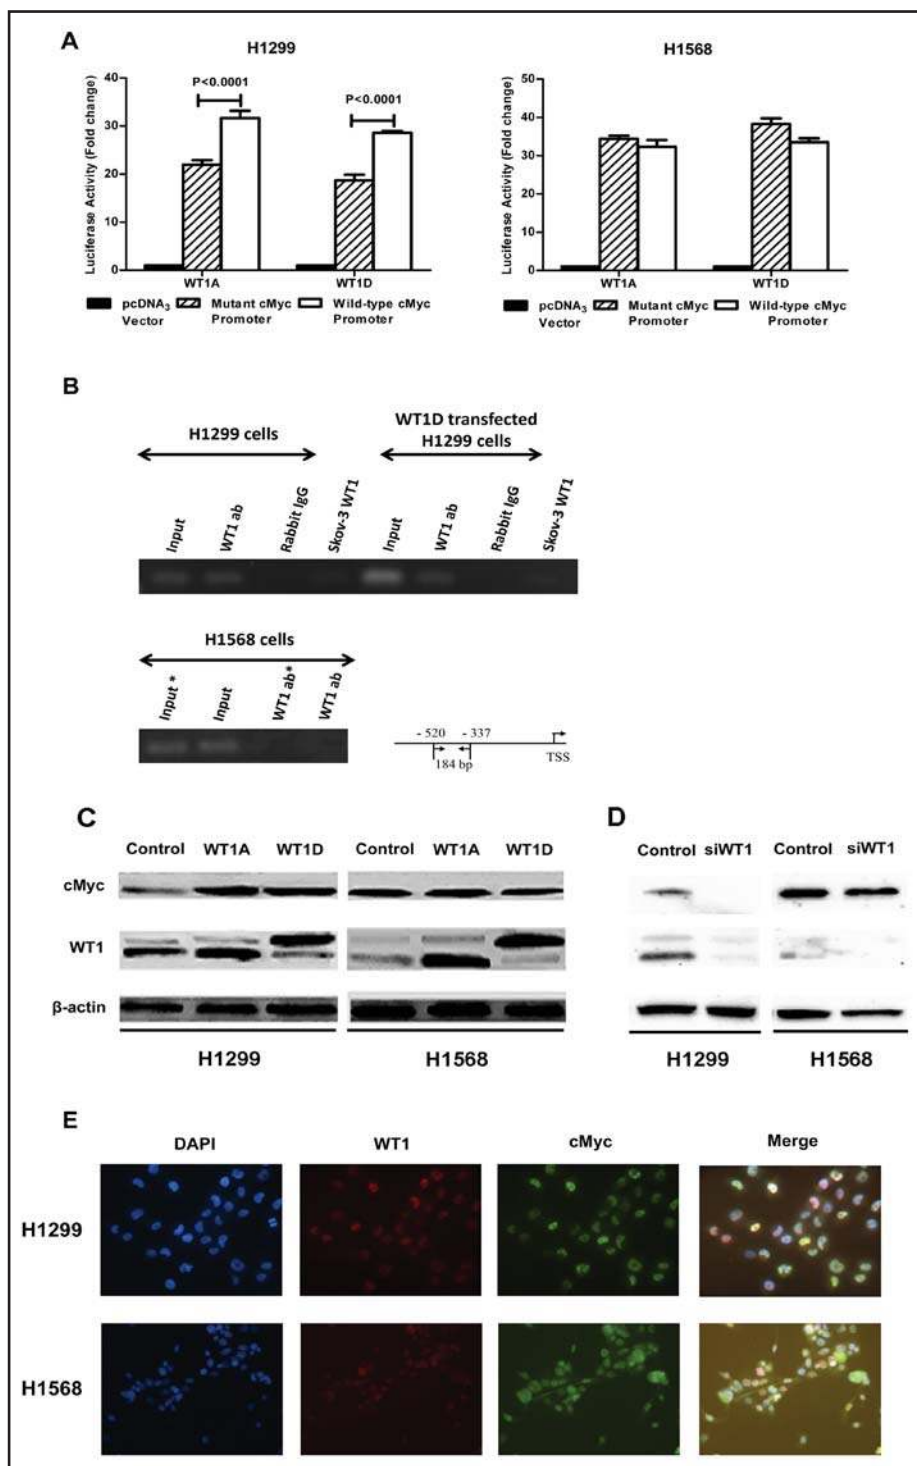 A
H1299
H1568
Luciferase Activity (Fold change)
40
30
20
10
0
P<0.0001
P<0.0001
WT1A
WT1D
pcDNA3 Vector
Mutant cMyc Promoter
Wild-type cMyc Promoter
Luciferase Activity (Fold change)
50
40
30
20
10
0
WT1A
WT1D
pcDNA3 Vector
Mutant cMyc Promoter
Wild-type cMyc Promoter
B
H1299 cells
WT1D transfected
H1299 cells
Input
WT1 ab
Rabbit IgG
Skov-3 WT1
Input
WT1 ab
Rabbit IgG
Skov-3 WT1
H1568 cells
Input *
Input
WT1 ab*
WT1 ab
- 520
- 337
184 bp
TSS
C
Control WT1A WT1D
Control WT1A WT1D
cMyc
WT1
β-actin
H1299
H1568
D
Control siWT1
Control siWT1
H1299
H1568
E
DAPI
WT1
cMyc
Merge
H1299
H1568